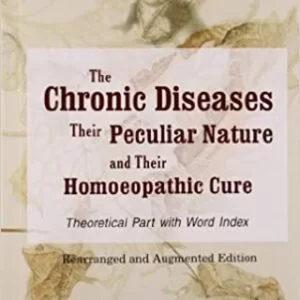 The
Chronic Diseases
Their Peculiar Nature
and Their
Homoeopathic Cure
Theoretical Part with Word Index
Rearranged and Augmented Edition